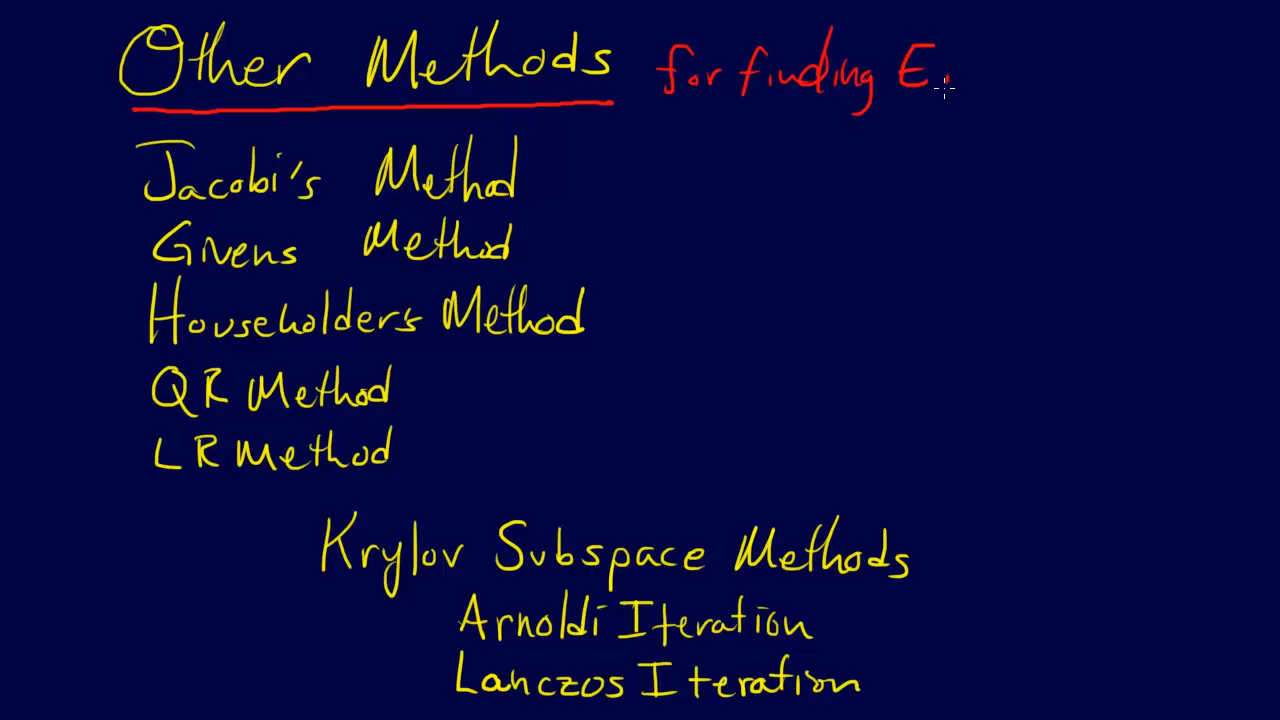 Other Methods for finding E.
Jacobi's Method
Givens Method
Householder's Method
QR Method
LR Method
Krylov Subspace Methods
Arnoldi Iteration
Lanczos Iteration